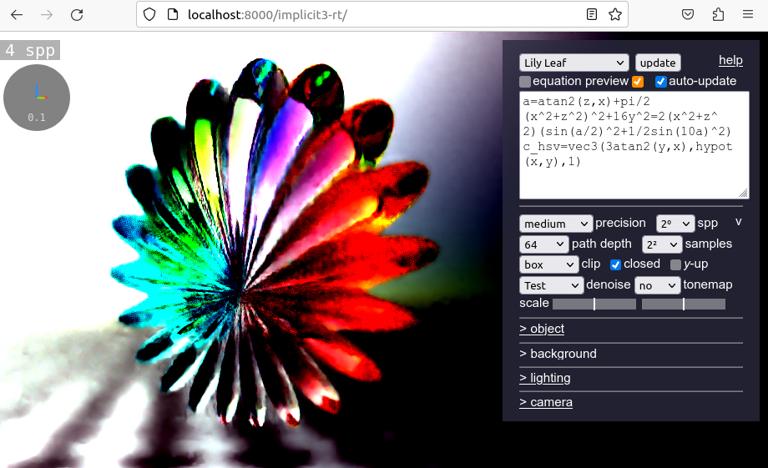 localhost:8000/implicit3-rt/
4 spp
0.1
Lily Leaf update help
equation preview auto-update
a=atan2(z,x)+pi/2
(x^2+z^2)^2+16y^2=2(x^2+z^
2)(sin(a/2)^2+1/2sin(10a)^2)
c_hsv=vec3(3atan2(y,x),hypot
(x,y),1)
medium precision 2⁰ spp v
64 path depth 2² samples
box clip closed y-up
Test denoise no tonemap
scale
> object
> background
> lighting
> camera